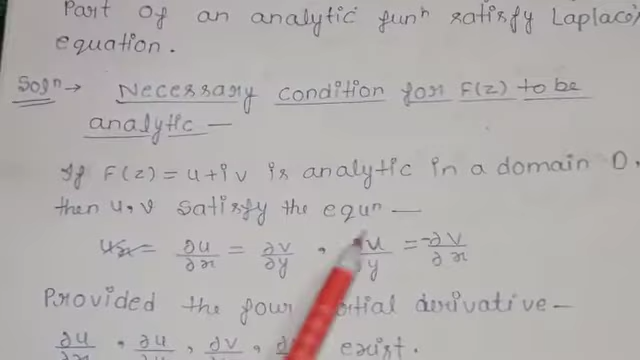 Part of an analytic funⁿ satisfy Laplace
equation.
Solⁿ → Necessary condition for F(z) to be
analytic —
If F(z) = u+iv is analytic in a domain D,
then u, v satisfy the equⁿ —
∂u/∂x = ∂v/∂y , ∂u/∂y = -∂v/∂x
Provided the four partial derivative —
∂u/∂x , ∂u , ∂v , exist.